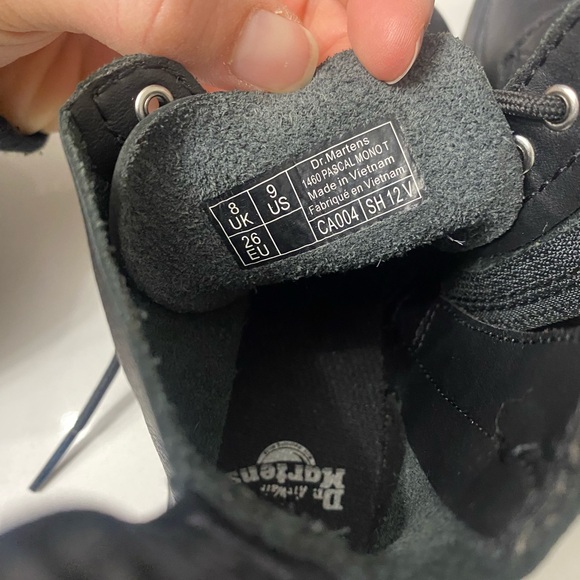 8
UK
9
US
26
EU
Dr.Martens
1460 PASCAL MONO T
Made in Vietnam
Fabriqué en Vietnam
CA004
SH 12 V
Dr. AirWair
Martens